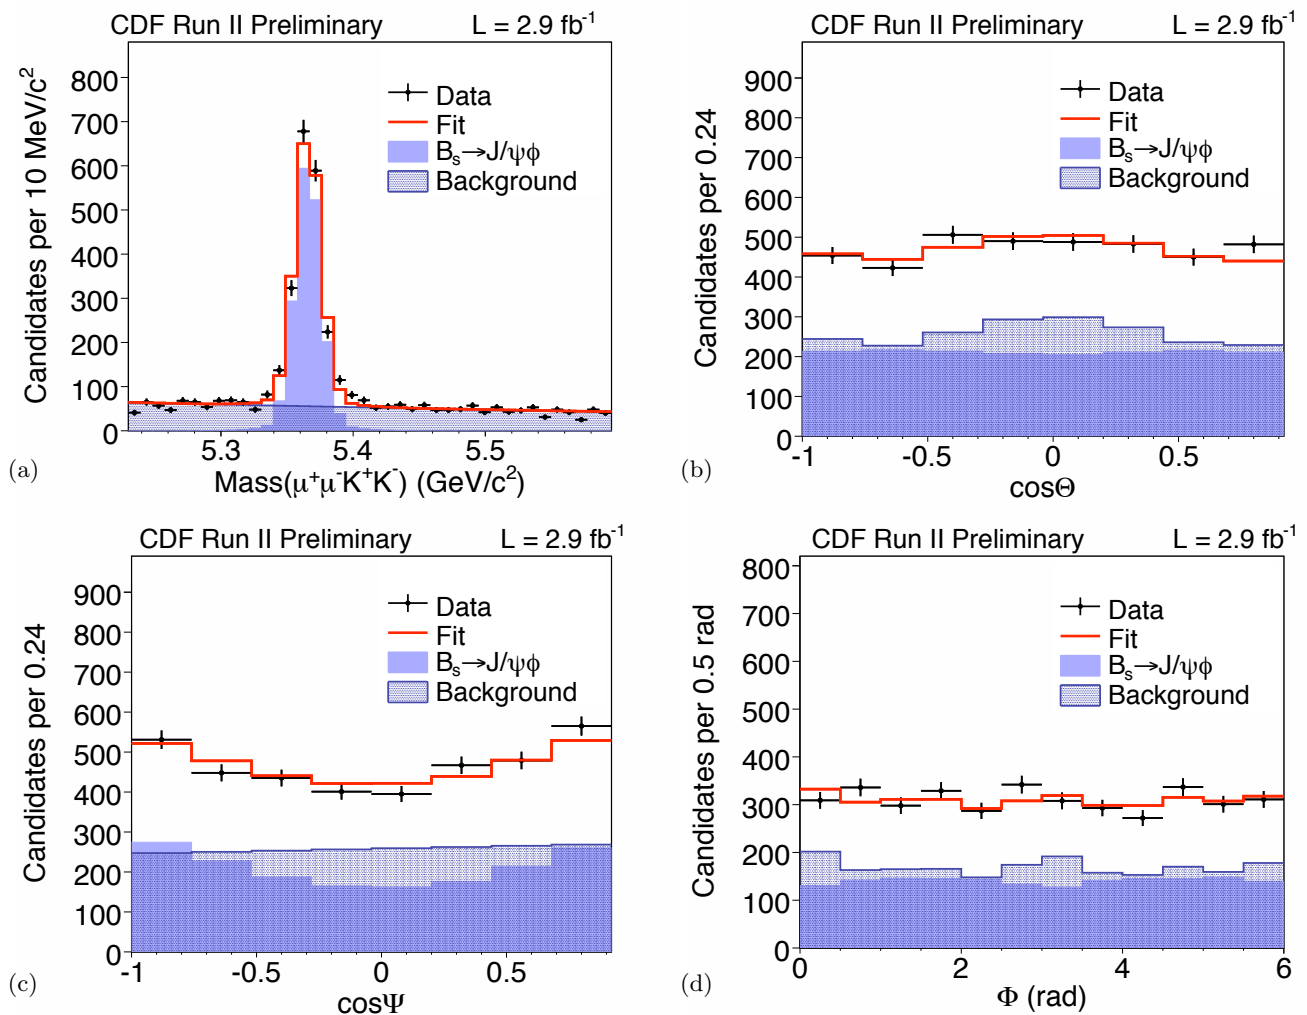 CDF Run II Preliminary L = 2.9 fb⁻¹
Candidates per 10 MeV/c²
800
700
600
500
400
300
200
100
0
Data
Fit
Bₛ→J/ψϕ
Background
5.3 5.4 5.5
Mass(μ⁺μ⁻K⁺K⁻) (GeV/c²)
(a)
CDF Run II Preliminary L = 2.9 fb⁻¹
Candidates per 0.24
900
800
700
600
500
400
300
200
100
0
Data
Fit
Bₛ→J/ψϕ
Background
-1 -0.5 0 0.5
cosΘ
(b)
CDF Run II Preliminary L = 2.9 fb⁻¹
Candidates per 0.24
900
800
700
600
500
400
300
200
100
0
Data
Fit
Bₛ→J/ψϕ
Background
-1 -0.5 0 0.5
cosΨ
(c)
CDF Run II Preliminary L = 2.9 fb⁻¹
Candidates per 0.5 rad
800
700
600
500
400
300
200
100
0
Data
Fit
Bₛ→J/ψϕ
Background
0 2 4 6
Φ (rad)
(d)